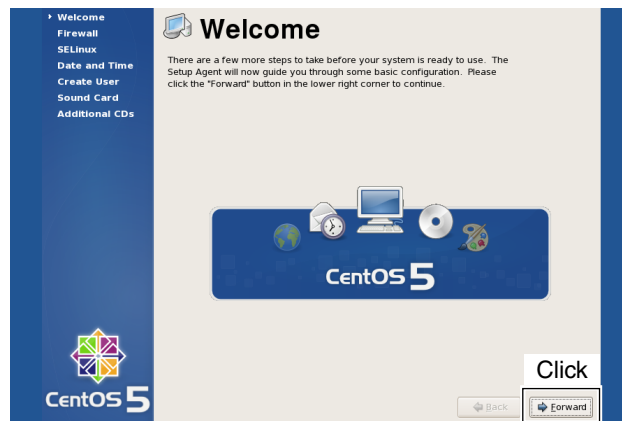 Welcome
Firewall
SELinux
Date and Time
Create User
Sound Card
Additional CDs
Welcome
There are a few more steps to take before your system is ready to use. The
Setup Agent will now guide you through some basic configuration. Please
click the "Forward" button in the lower right corner to continue.
CentOS 5
CentOS 5
Click
Back
Forward